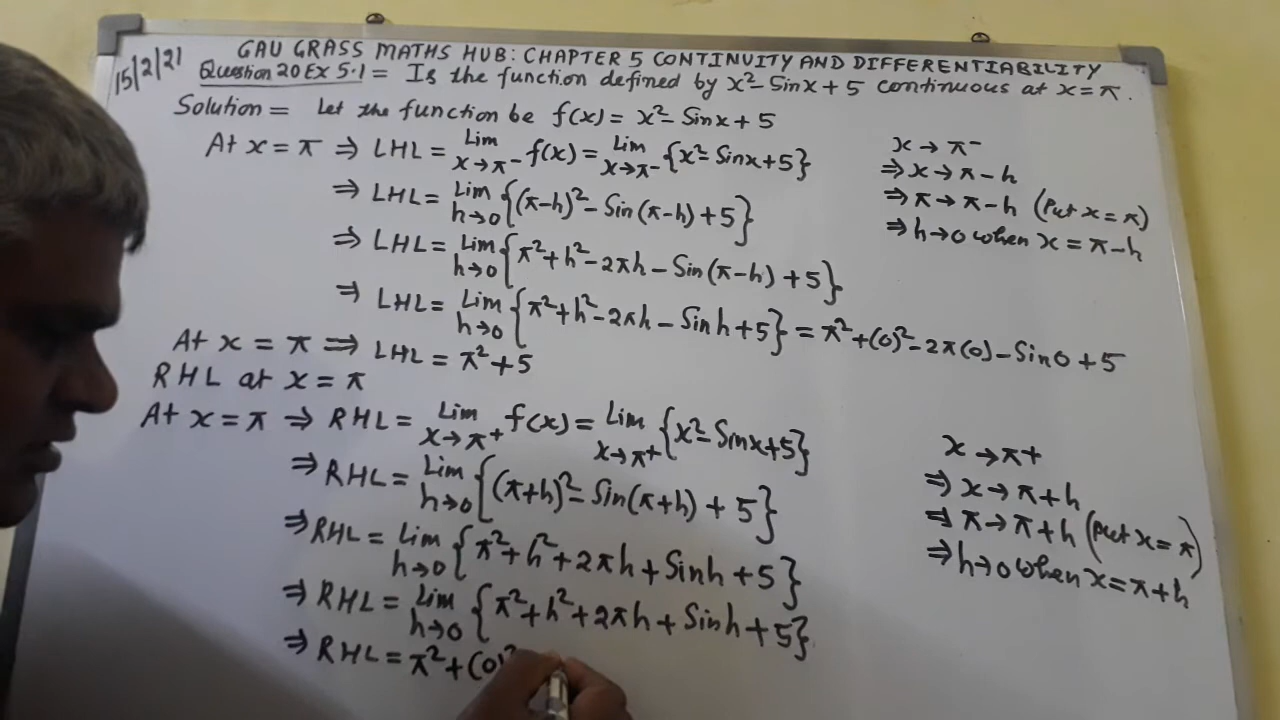 15/2/21
GAU GRASS MATHS HUB: CHAPTER 5 CONTINUITY AND DIFFERENTIABILITY
Question 20 Ex 5.1 = Is the function defined by x² - Sinx + 5 continuous at x = π.
Solution = Let the function be f(x) = x² - Sinx + 5
At x = π ⇒ LHL = Lim x→π⁻ f(x) = Lim x→π⁻ {x² - Sinx + 5}
⇒ LHL = Lim h→0 {(π-h)² - Sin(π-h) + 5}
⇒ LHL = Lim h→0 {π² + h² - 2πh - Sin(π-h) + 5}
⇒ LHL = Lim h→0 {π² + h² - 2πh - Sinh + 5} = π² + (0)² - 2π(0) - Sin0 + 5
At x = π ⇒ LHL = π² + 5
x → π⁻
⇒ x → π - h
⇒ π → π - h (Put x = π)
⇒ h → 0 when x = π - h
RHL at x = π
At x = π ⇒ RHL = Lim x→π⁺ f(x) = Lim x→π⁺ {x² - Sinx + 5}
⇒ RHL = Lim h→0 {(π+h)² - Sin(π+h) + 5}
⇒ RHL = Lim h→0 {π² + h² + 2πh + Sinh + 5}
⇒ RHL = Lim h→0 {π² + h² + 2πh + Sinh + 5}
⇒ RHL = π² + (0)²
x → π⁺
⇒ x → π + h
⇒ π → π + h (Put x = π)
⇒ h → 0 when x = π + h